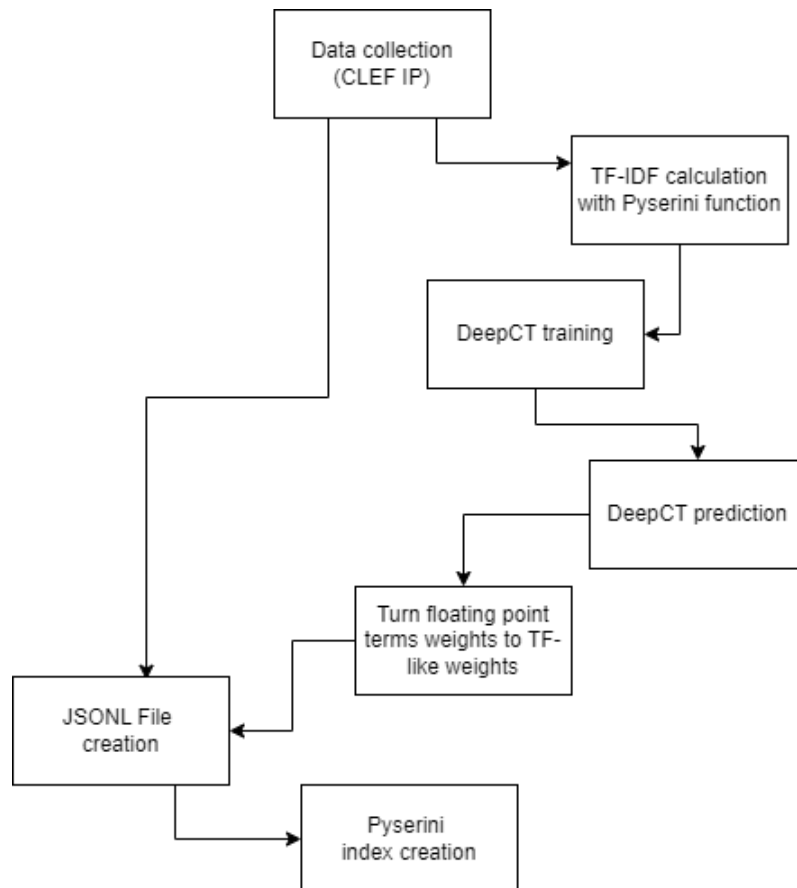 Data collection
(CLEF IP)
TF-IDF calculation
with Pyserini function
DeepCT training
DeepCT prediction
Turn floating point
terms weights to TF-
like weights
JSONL File
creation
Pyserini
index creation